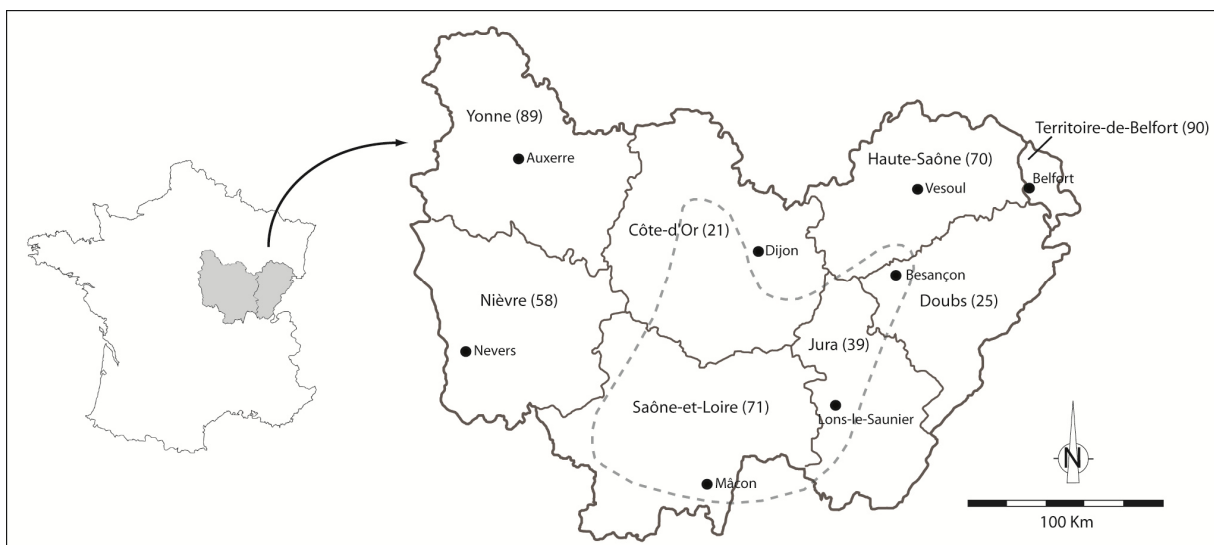 Yonne (89)
Auxerre
Territoire-de-Belfort (90)
Haute-Saône (70)
Belfort
Vesoul
Côte-d'Or (21)
Dijon
Besançon
Nièvre (58)
Doubs (25)
Nevers
Jura (39)
Saône-et-Loire (71)
Lons-le-Saunier
Mâcon
N
100 Km